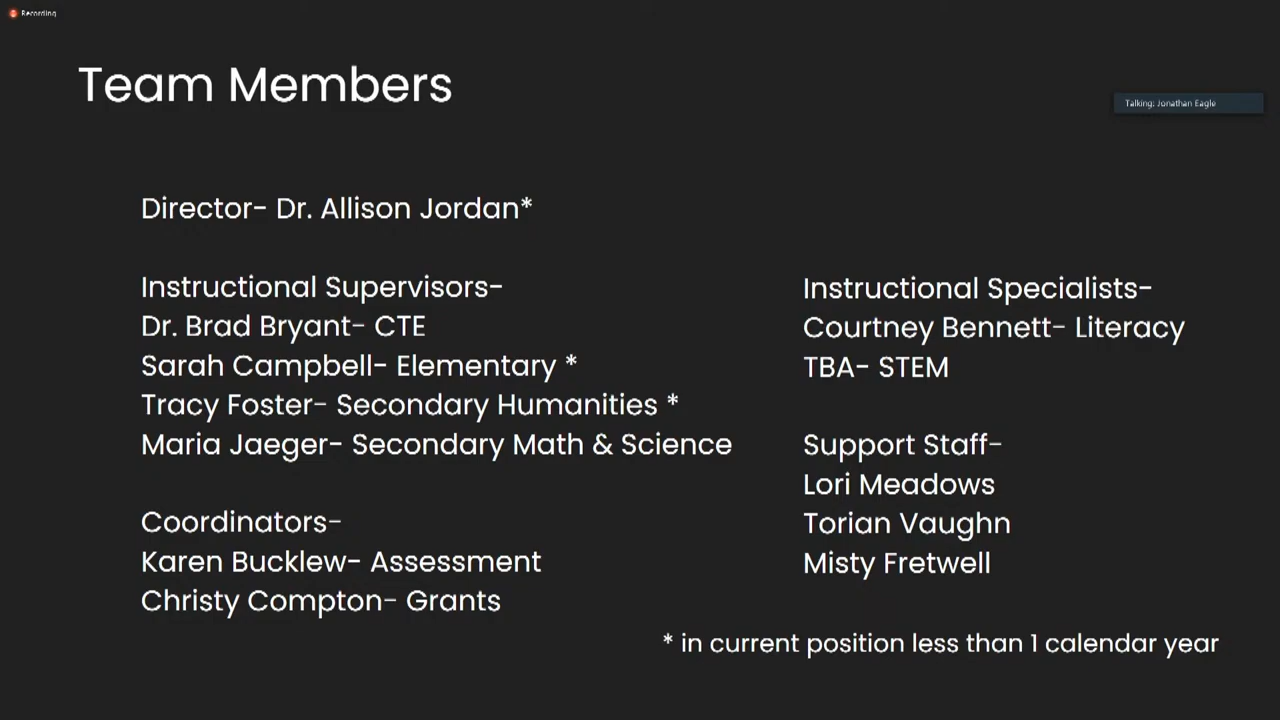 Recording
Team Members
Talking: Jonathan Eagle
Director- Dr. Allison Jordan*
Instructional Supervisors-
Dr. Brad Bryant- CTE
Sarah Campbell- Elementary *
Tracy Foster- Secondary Humanities *
Maria Jaeger- Secondary Math & Science
Coordinators-
Karen Bucklew- Assessment
Christy Compton- Grants
Instructional Specialists-
Courtney Bennett- Literacy
TBA- STEM
Support Staff-
Lori Meadows
Torian Vaughn
Misty Fretwell
* in current position less than 1 calendar year